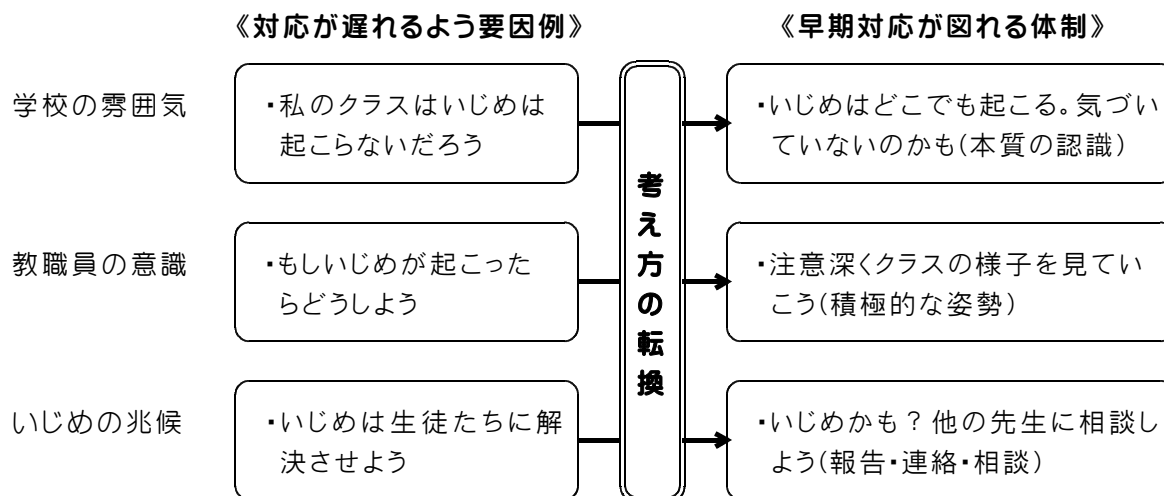 《対応が遅れるよう要因例》
《早期対応が図れる体制》
学校の雰囲気
・私のクラスはいじめは
起こらないだろう
・いじめはどこでも起こる。気づい
ていないのかも(本質の認識)
考え方の転換
教職員の意識
・もしいじめが起こった
らどうしよう
・注意深くクラスの様子を見てい
こう(積極的な姿勢)
いじめの兆候
・いじめは生徒たちに解
決させよう
・いじめかも？他の先生に相談し
よう(報告・連絡・相談)